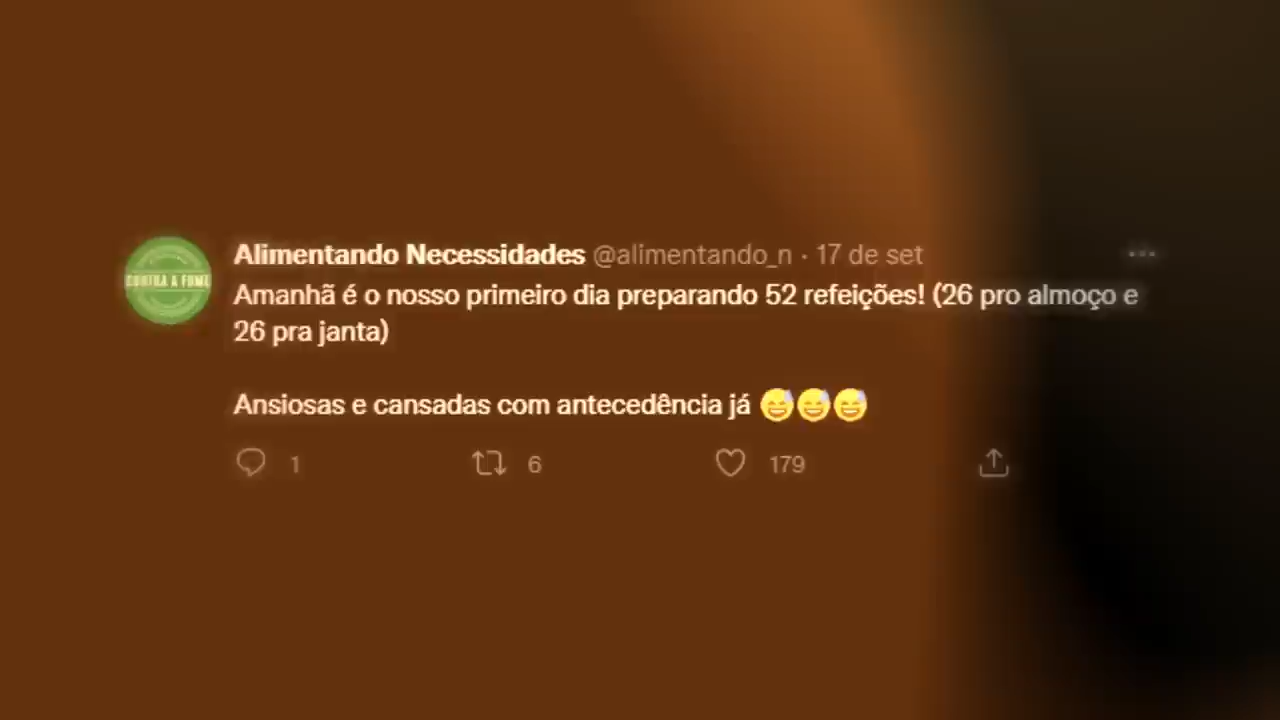 Alimentando Necessidades @alimentando_n · 17 de set
CONTRA A FOME
Amanhã é o nosso primeiro dia preparando 52 refeições! (26 pro almoço e
26 pra janta)
Ansiosas e cansadas com antecedência já 😅😅😅
1 6 179